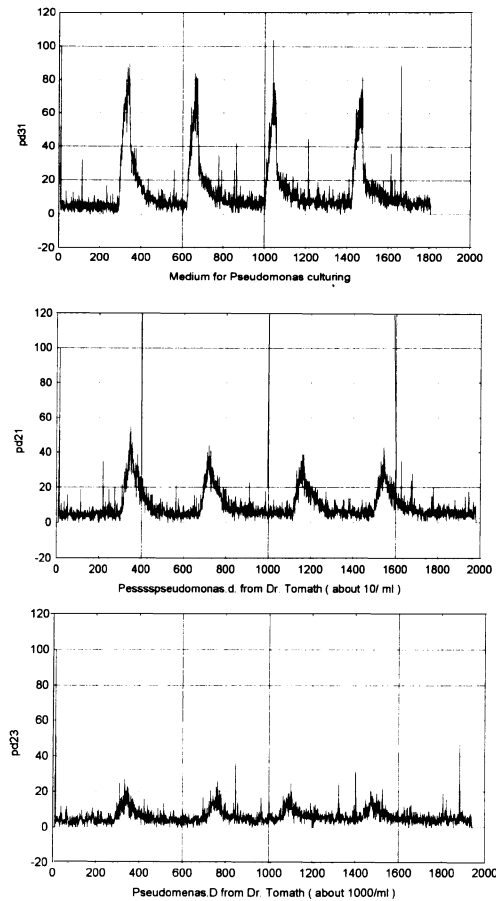 120
100
80
60
40
20
0
-20
pd31
0 200 400 600 800 1000 1200 1400 1600 1800 2000
Medium for Pseudomonas culturing
120
100
80
60
40
20
0
-20
pd21
0 200 400 600 800 1000 1200 1400 1600 1800 2000
Pesssspseudomonas.d. from Dr. Tomath ( about 10/ ml )
120
100
80
60
40
20
0
-20
pd23
0 200 400 600 800 1000 1200 1400 1600 1800 2000
Pseudomenas.D from Dr. Tomath ( about 1000/ml )